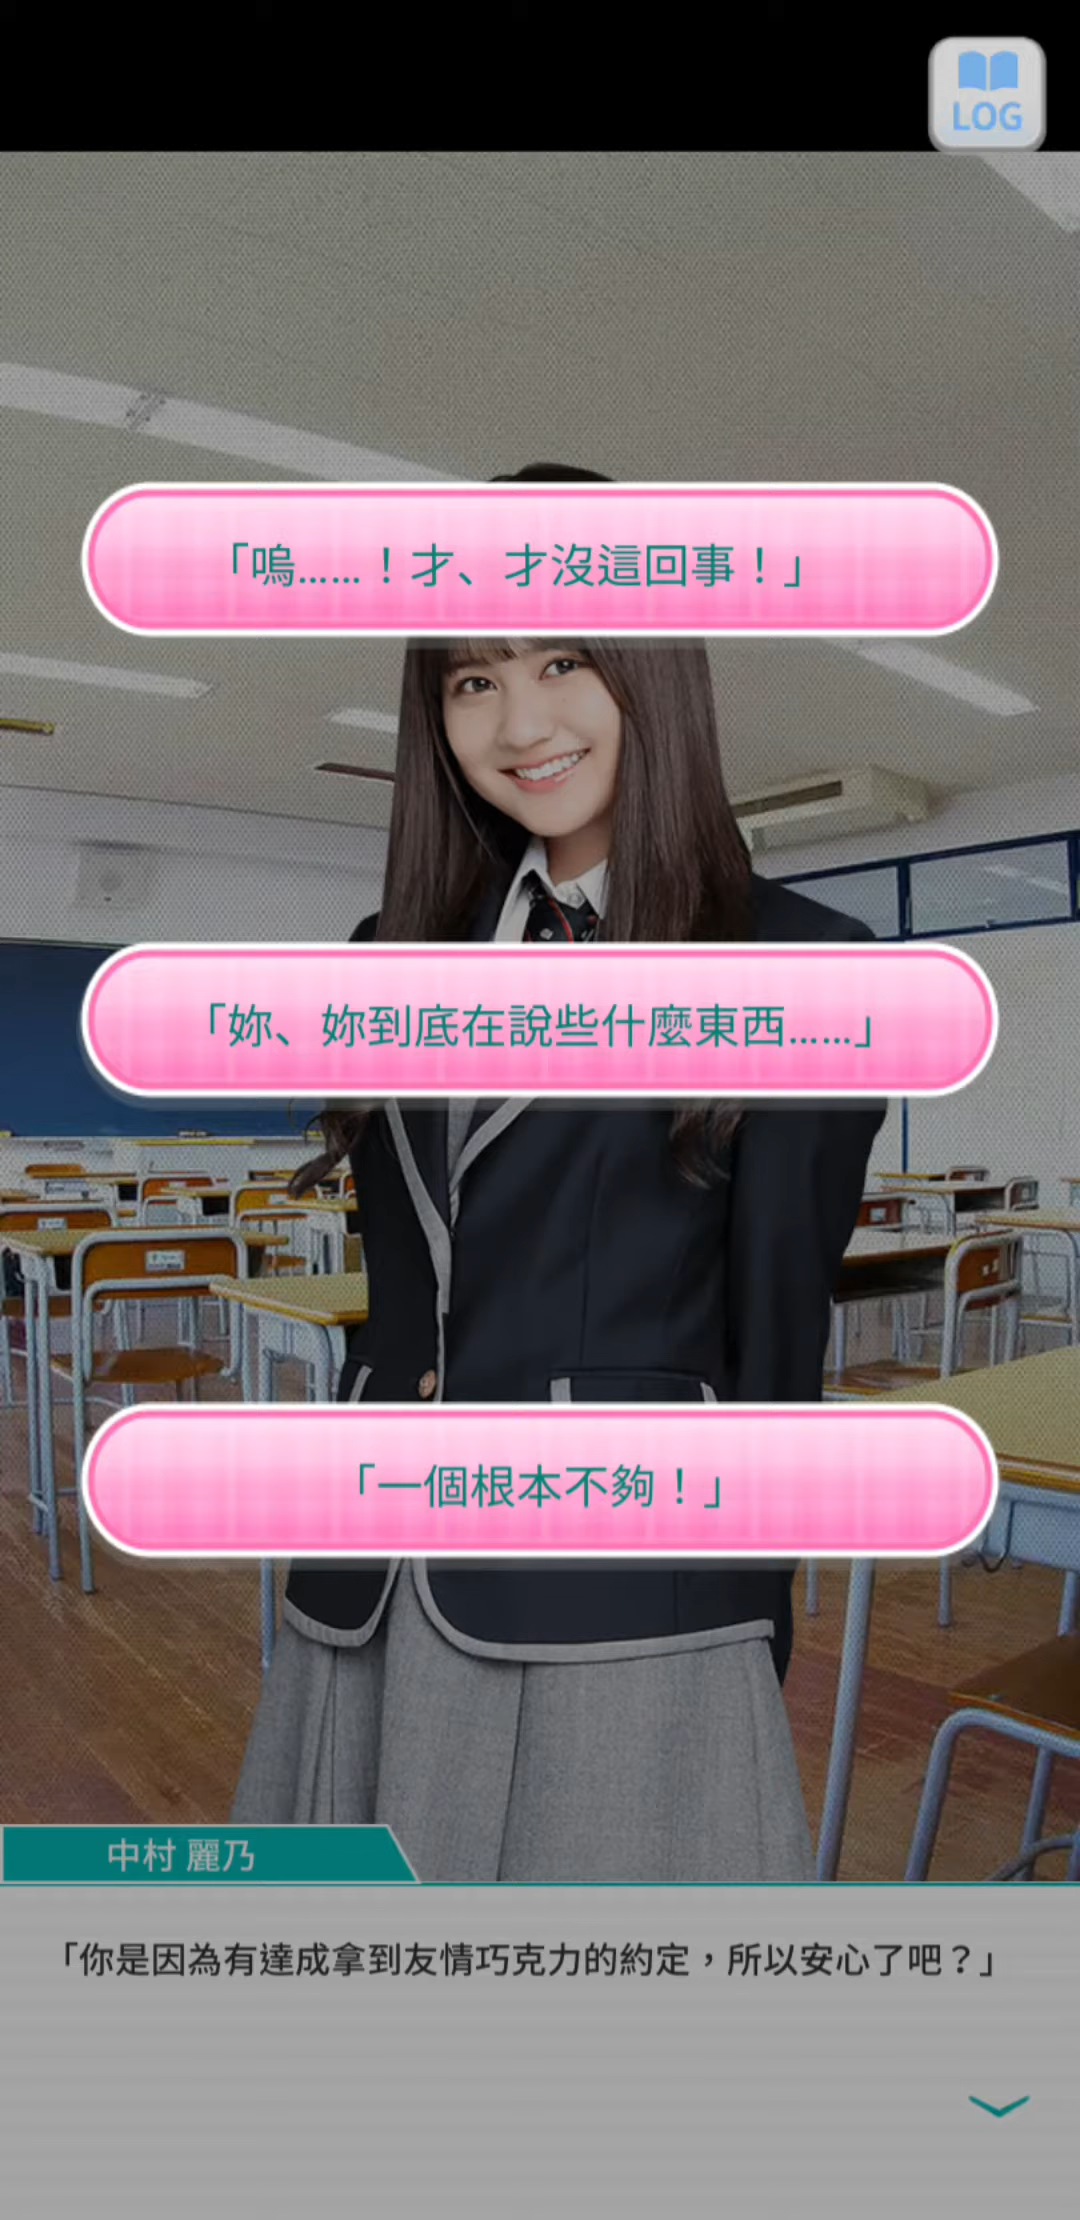 LOG
「嗚……！才、才沒這回事！」
「妳、妳到底在說些什麼東西……」
「一個根本不夠！」
中村 麗乃
「你是因為有達成拿到友情巧克力的約定，所以安心了吧？」